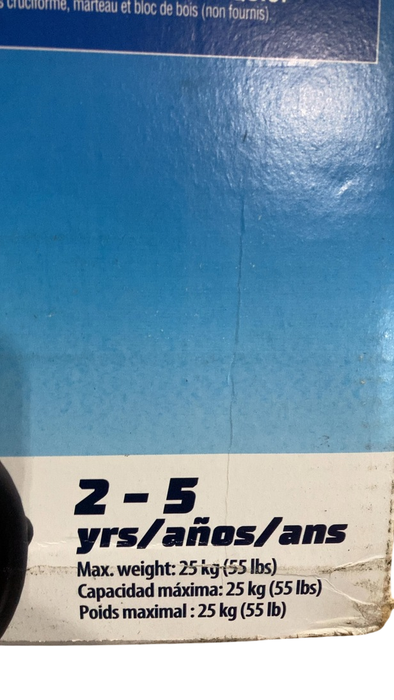 cruciforme, marteau et bloc de bois (non fournis).
2 - 5
yrs/años/ans
Max. weight: 25 kg (55 lbs)
Capacidad máxima: 25 kg (55 lbs)
Poids maximal : 25 kg (55 lb)